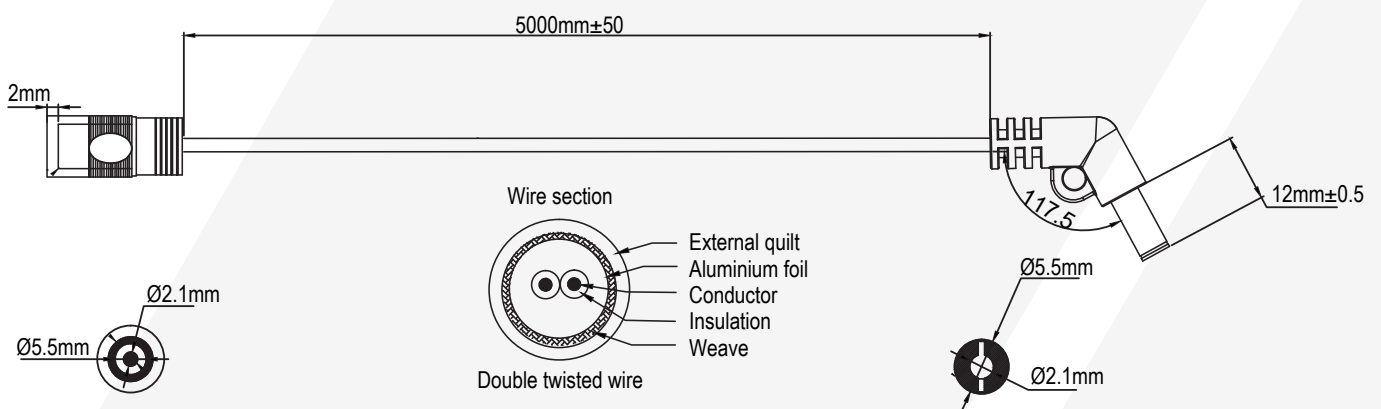 5000mm±50
2mm
117.5
12mm±0.5
Wire section
External quilt
Aluminium foil
Conductor
Insulation
Weave
Double twisted wire
Ø2.1mm
Ø5.5mm
Ø5.5mm
Ø2.1mm